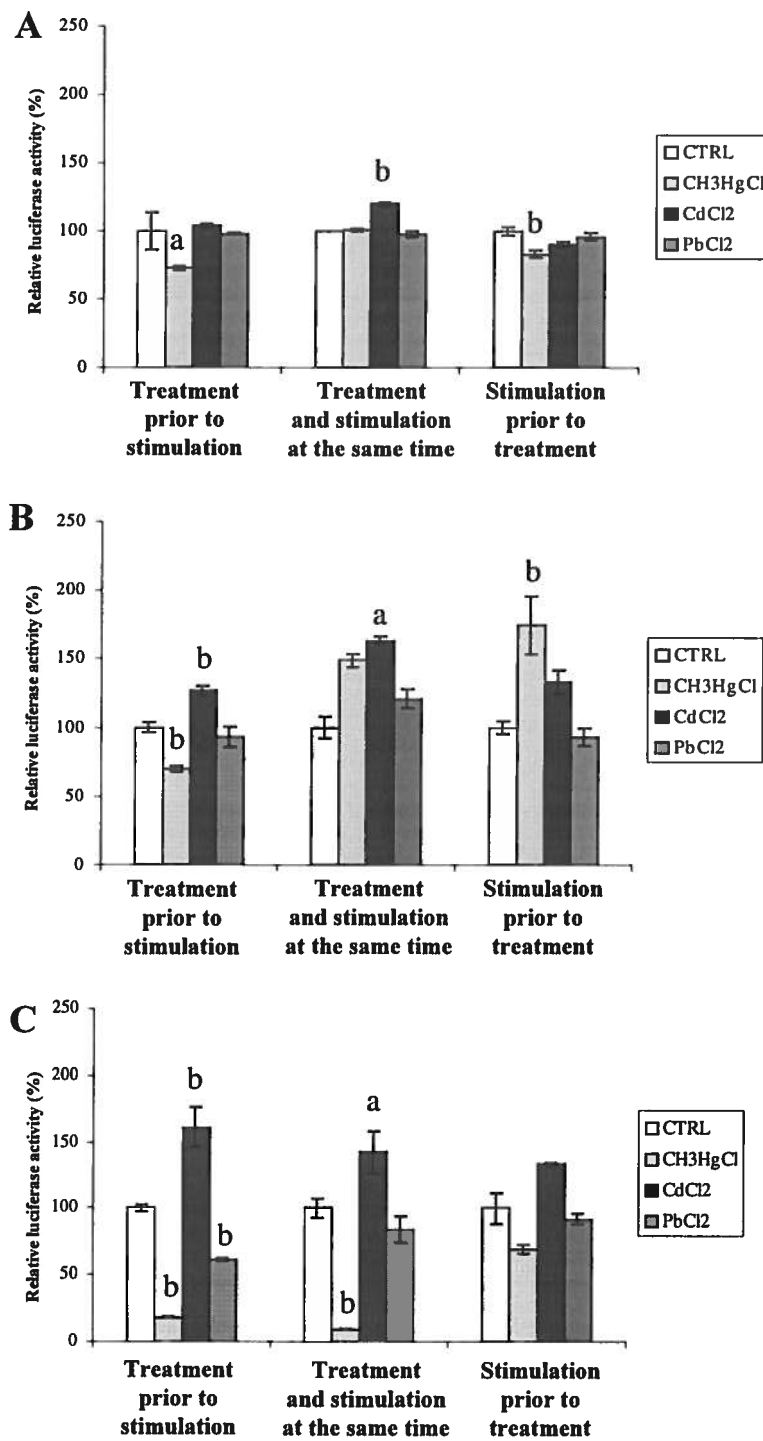 A
Relative luciferase activity (%)
250
200
150
100
50
0
a
b
b
CTRL
CH3HgCl
CdCl2
PbCl2
Treatment
prior to
stimulation
Treatment
and stimulation
at the same time
Stimulation
prior to
treatment
B
Relative luciferase activity (%)
250
200
150
100
50
0
b
b
a
b
CTRL
CH3HgCl
CdCl2
PbCl2
Treatment
prior to
stimulation
Treatment
and stimulation
at the same time
Stimulation
prior to
treatment
C
Relative luciferase activity (%)
250
200
150
100
50
0
b
b
b
b
a
CTRL
CH3HgCl
CdCl2
PbCl2
Treatment
prior to
stimulation
Treatment
and stimulation
at the same time
Stimulation
prior to
treatment